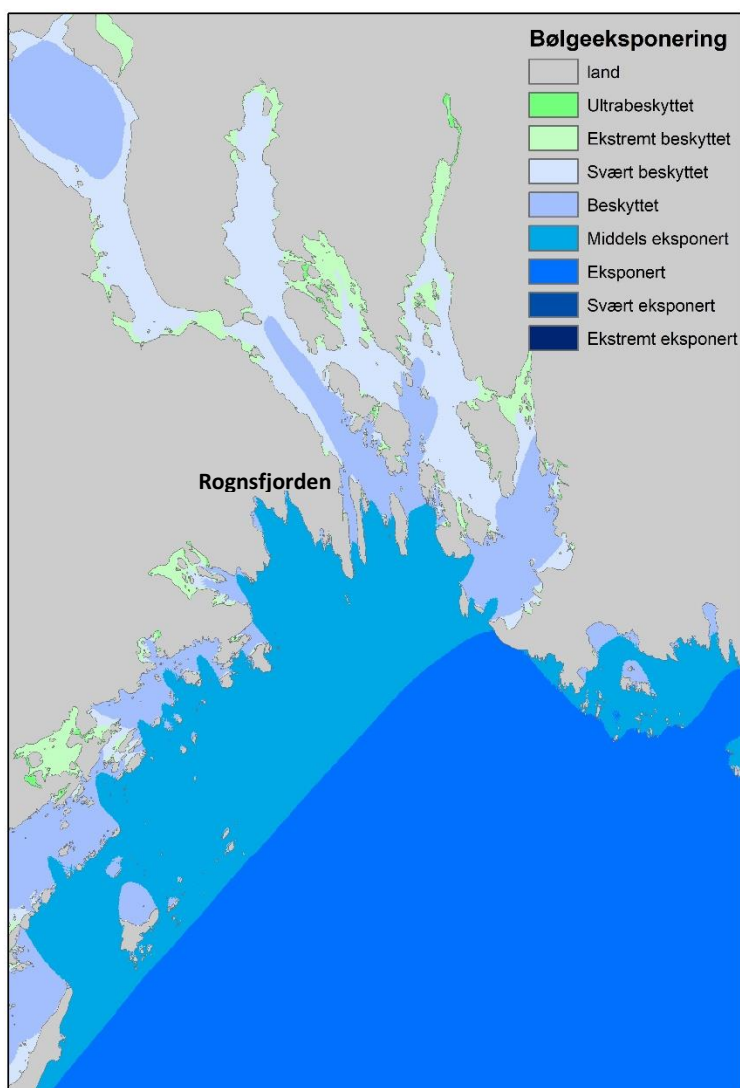 Bølgeeksponering
land
Ultrabeskyttet
Ekstremt beskyttet
Svært beskyttet
Beskyttet
Middels eksponert
Eksponert
Svært eksponert
Ekstremt eksponert
Rognsfjorden